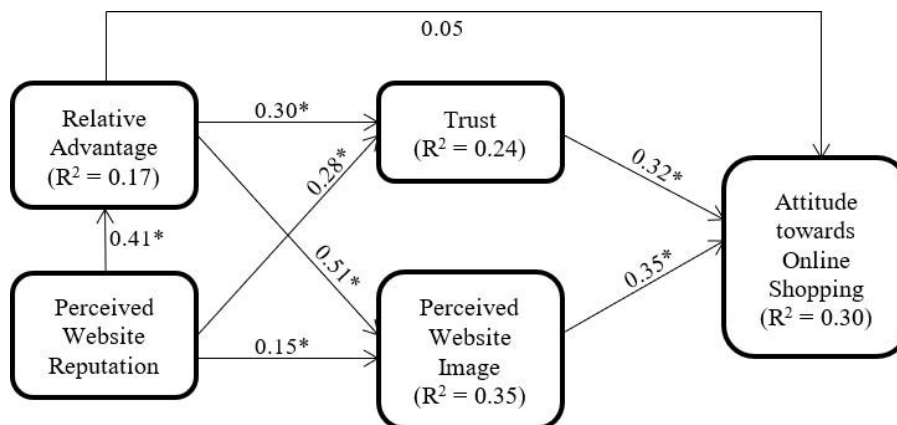 0.05
Relative
Advantage
(R² = 0.17)
0.30*
Trust
(R² = 0.24)
0.28*
0.32*
Attitude
towards
Online
Shopping
(R² = 0.30)
0.41*
0.51*
0.35*
Perceived
Website
Reputation
0.15*
Perceived
Website
Image
(R² = 0.35)